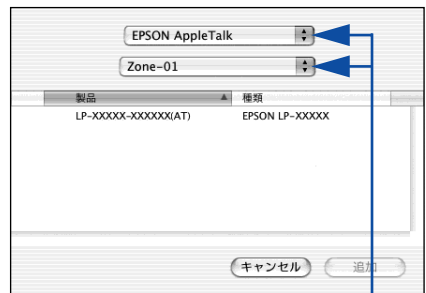 EPSON AppleTalk
Zone-01
製品 種類
LP-XXXXX-XXXXXX(AT) EPSON LP-XXXXX
キャンセル 追加